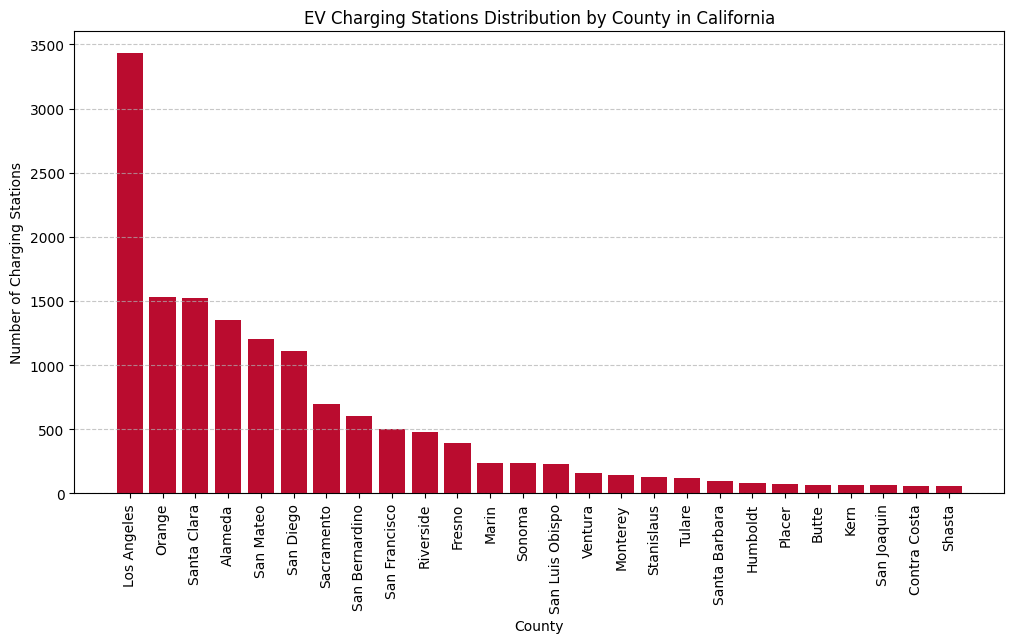 EV Charging Stations Distribution by County in California
Number of Charging Stations
3500
3000
2500
2000
1500
1000
500
0
Los Angeles
Orange
Santa Clara
Alameda
San Mateo
San Diego
Sacramento
San Bernardino
San Francisco
Riverside
Fresno
Marin
Sonoma
San Luis Obispo
Ventura
Monterey
Stanislaus
Tulare
Santa Barbara
Humboldt
Placer
Butte
Kern
San Joaquin
Contra Costa
Shasta
County